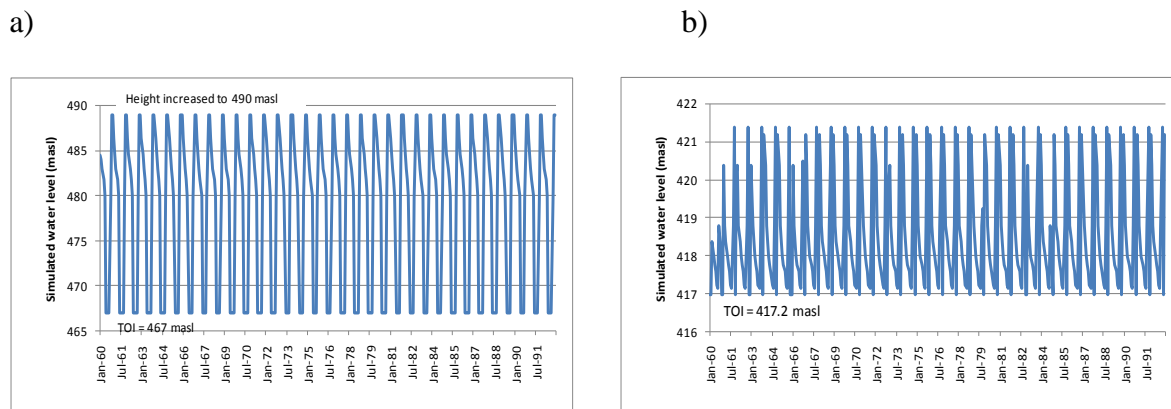 a)
b)
Height increased to 490 masl
490
485
480
475
470
465
Simulated water level (masl)
TOI = 467 masl
Jan-60
Jul-61
Jan-63
Jul-64
Jan-66
Jul-67
Jan-69
Jul-70
Jan-72
Jul-73
Jan-75
Jul-76
Jan-78
Jul-79
Jan-81
Jul-82
Jan-84
Jul-85
Jan-87
Jul-88
Jan-90
Jul-91
422
421
420
419
418
417
416
Simulated water level (masl)
TOI = 417.2 masl
Jan-60
Jul-61
Jan-63
Jul-64
Jan-66
Jul-67
Jan-69
Jul-70
Jan-72
Jul-73
Jan-75
Jul-76
Jan-78
Jul-79
Jan-81
Jul-82
Jan-84
Jul-85
Jan-87
Jul-88
Jan-90
Jul-91